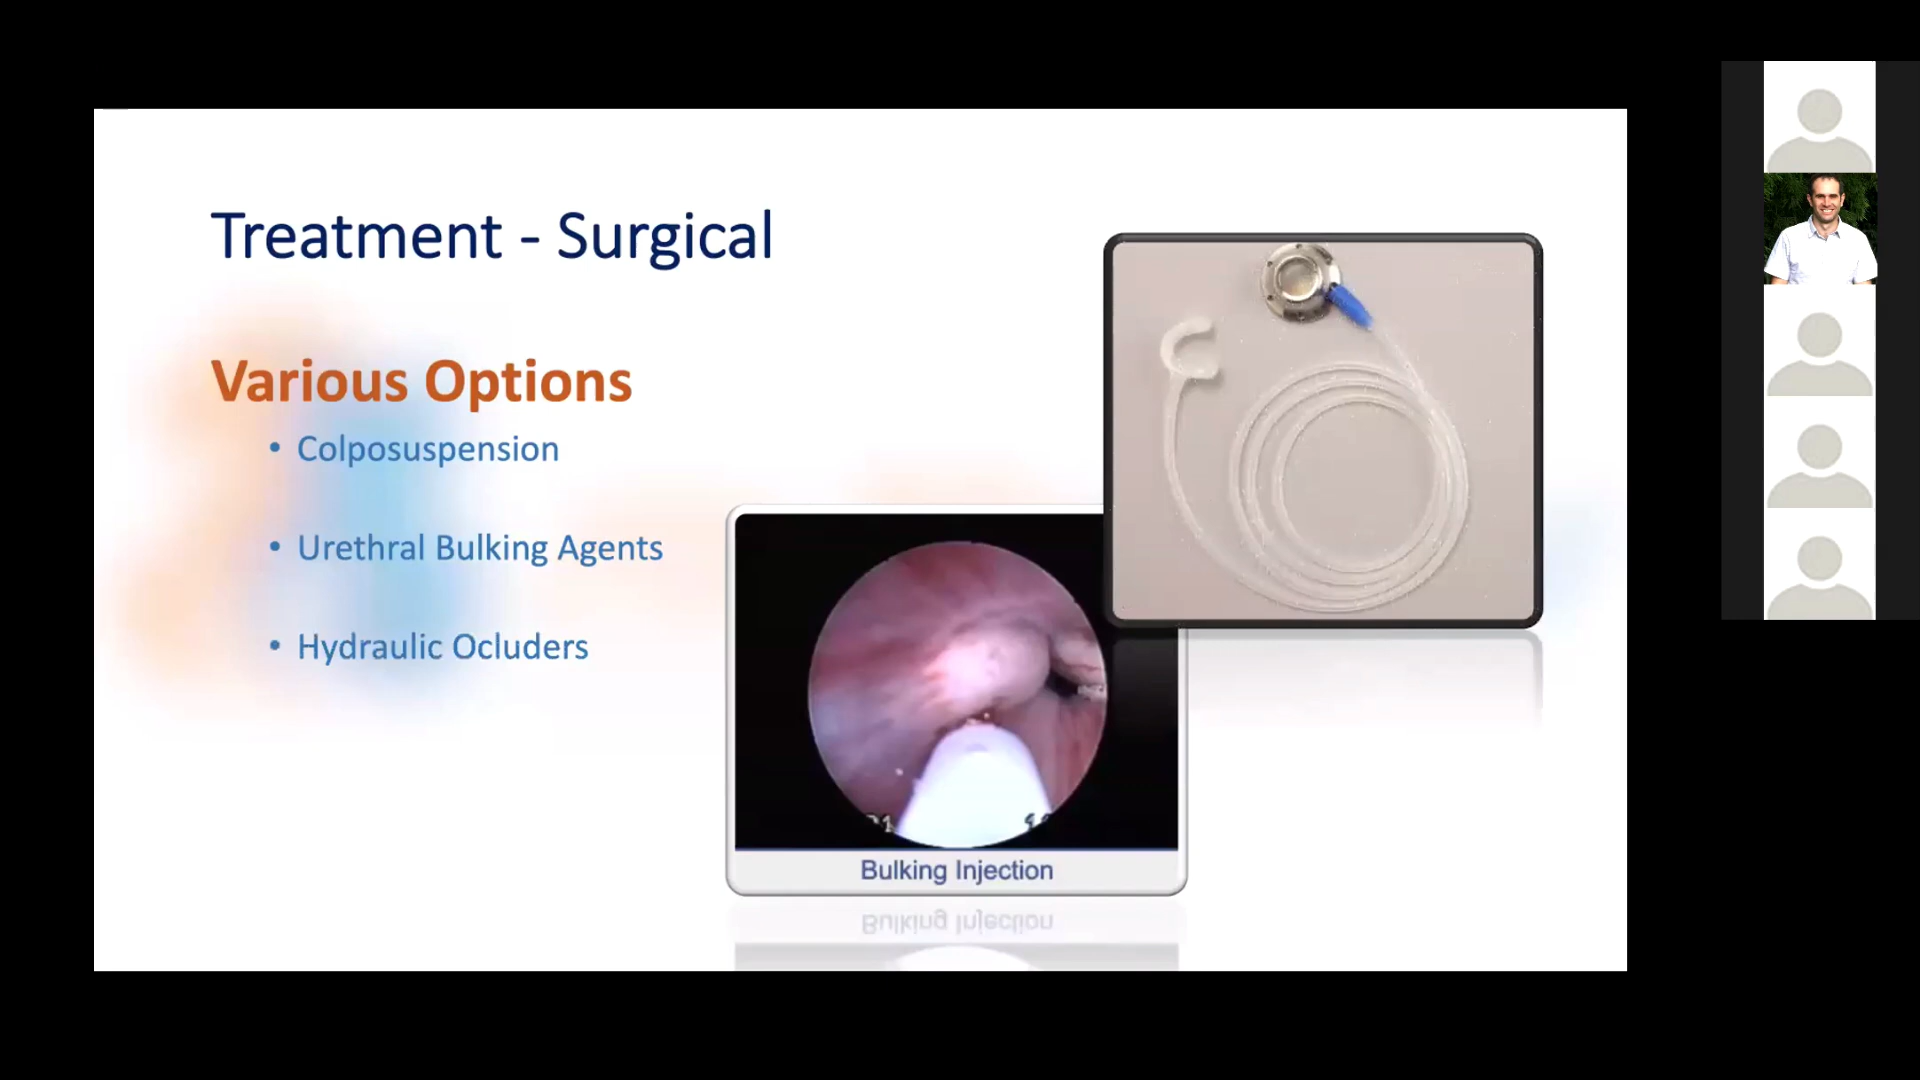 Treatment - Surgical
Various Options
• Colposuspension
• Urethral Bulking Agents
• Hydraulic Ocluders
Bulking Injection